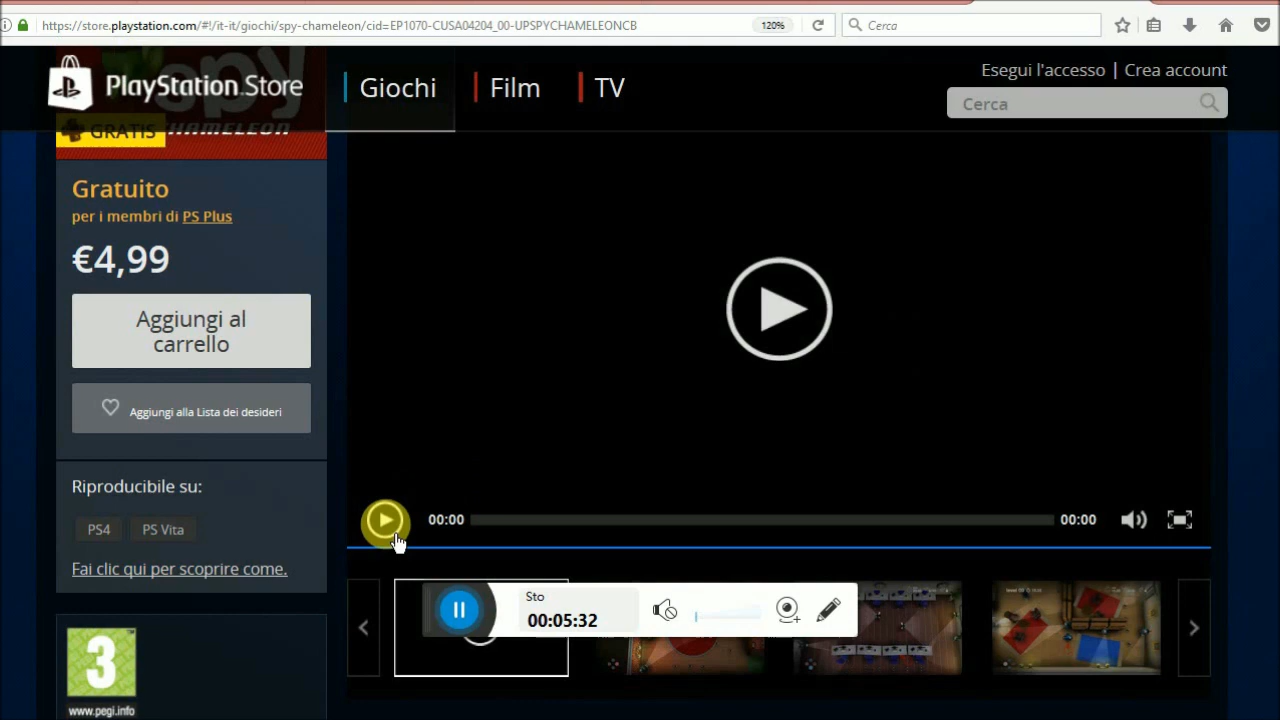 https://store.playstation.com/#!/it-it/giochi/spy-chameleon/cid=EP1070-CUSA04204_00-UPSPYCHAMELEONCB
120%
Cerca
PlayStation.Store
Giochi
Film
TV
Esegui l'accesso | Crea account
Cerca
spy
GRATIS
CHAMELEON
Gratuito
per i membri di PS Plus
€4,99
Aggiungi al
carrello
Aggiungi alla Lista dei desideri
Riproducibile su:
PS4
PS Vita
Fai clic qui per scoprire come.
3
www.pegi.info
00:00
00:00
Sto
00:05:32